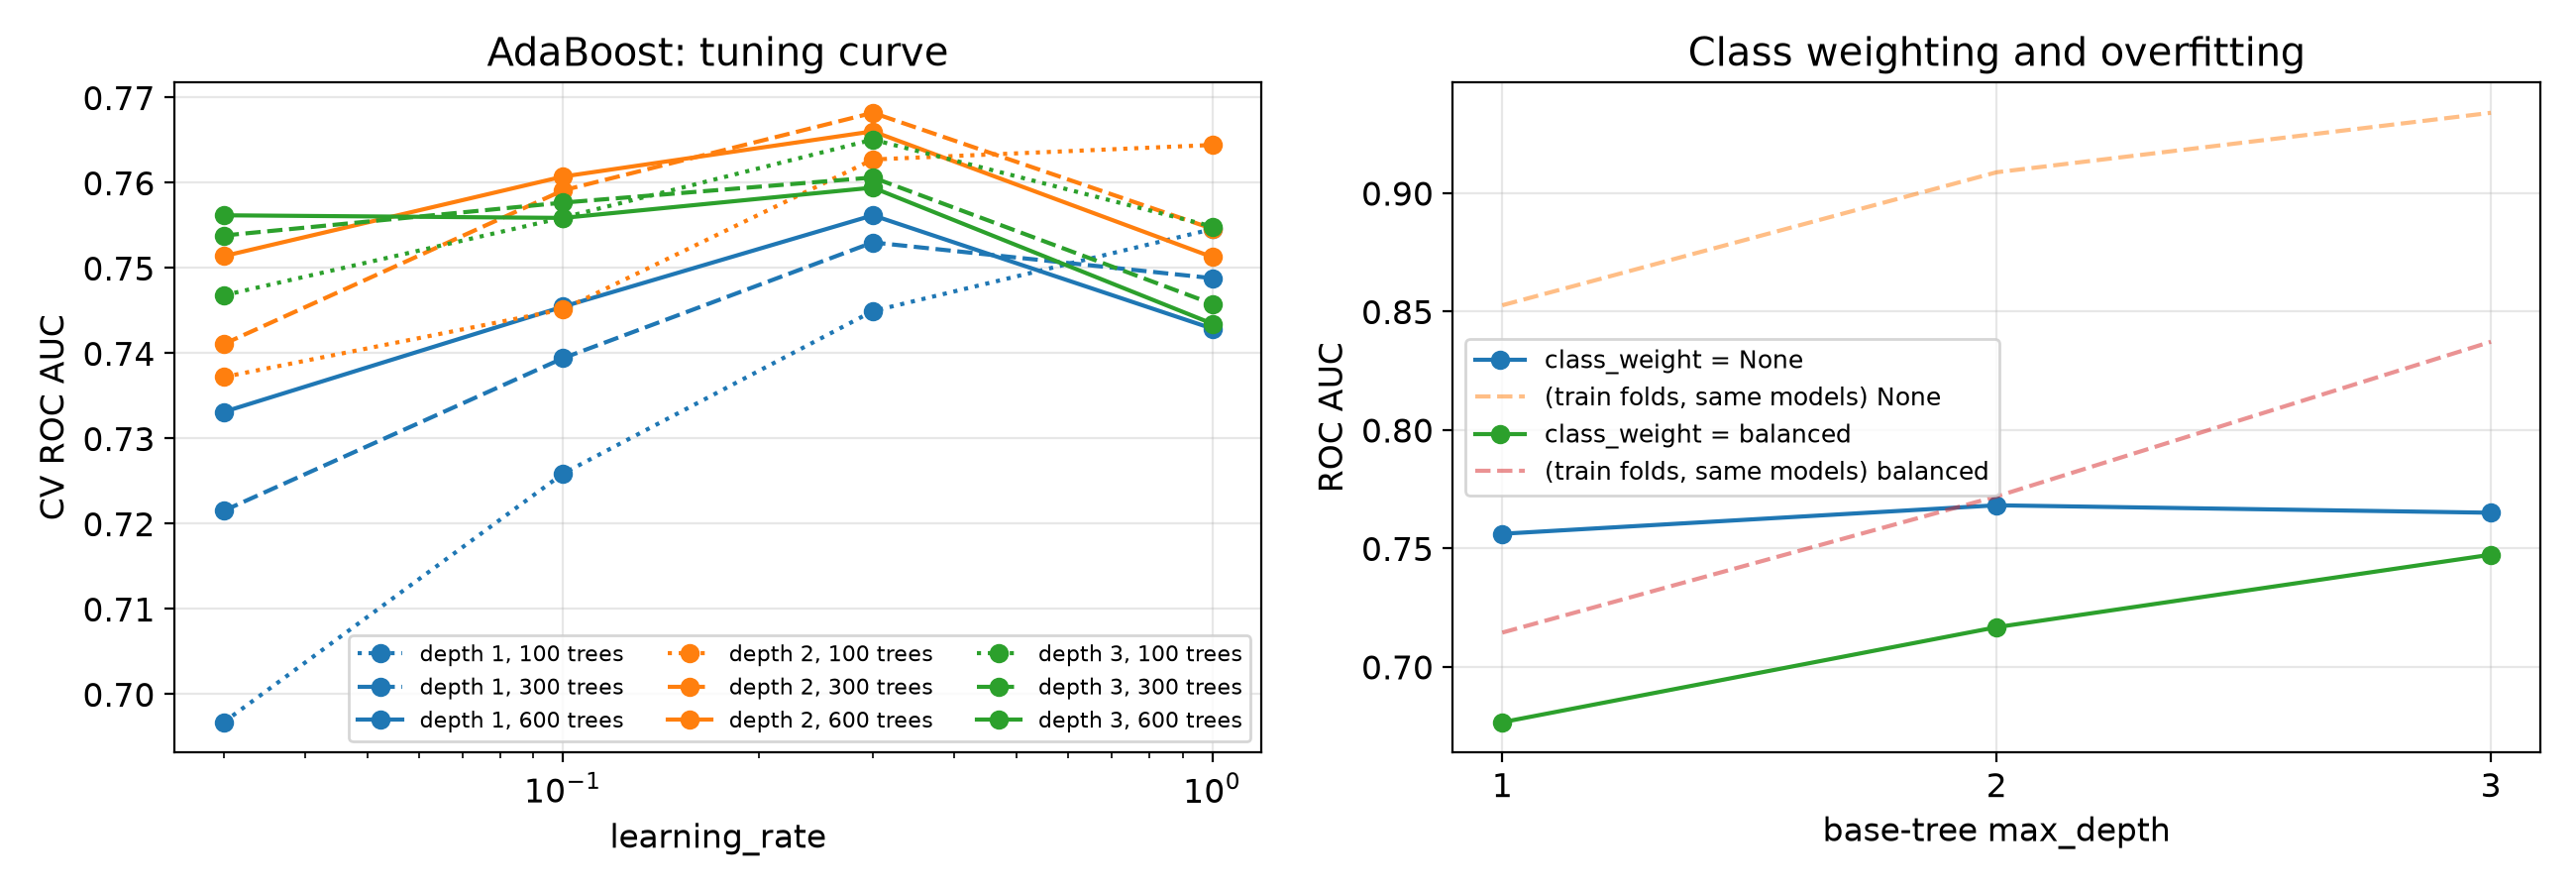 AdaBoost: tuning curve
CV ROC AUC
0.77
0.76
0.75
0.74
0.73
0.72
0.71
0.70
depth 1, 100 trees
depth 1, 300 trees
depth 1, 600 trees
depth 2, 100 trees
depth 2, 300 trees
depth 2, 600 trees
depth 3, 100 trees
depth 3, 300 trees
depth 3, 600 trees
10⁻¹
10⁰
learning_rate
Class weighting and overfitting
ROC AUC
0.90
0.85
0.80
0.75
0.70
class_weight = None
(train folds, same models) None
class_weight = balanced
(train folds, same models) balanced
1
2
3
base-tree max_depth